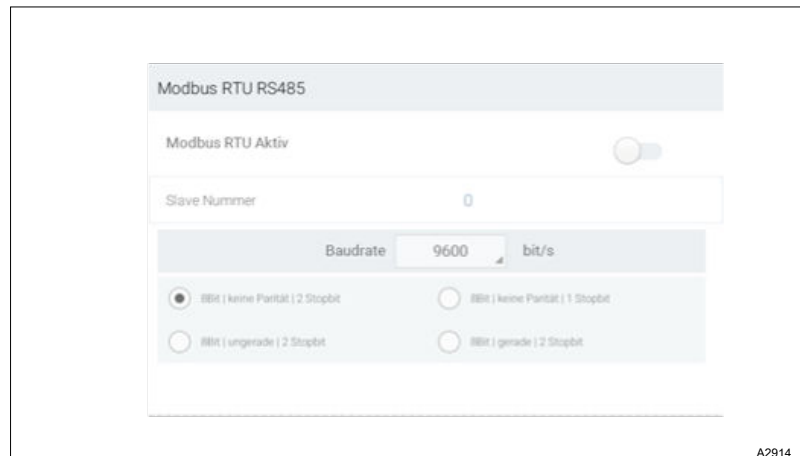 Modbus RTU RS485
Modbus RTU Aktiv
Slave Nummer 0
Baudrate 9600 bit/s
8Bit | keine Parität | 2 Stopbit 8Bit | keine Parität | 1 Stopbit
8Bit | ungerade | 2 Stopbit 8Bit | gerade | 2 Stopbit
A2914